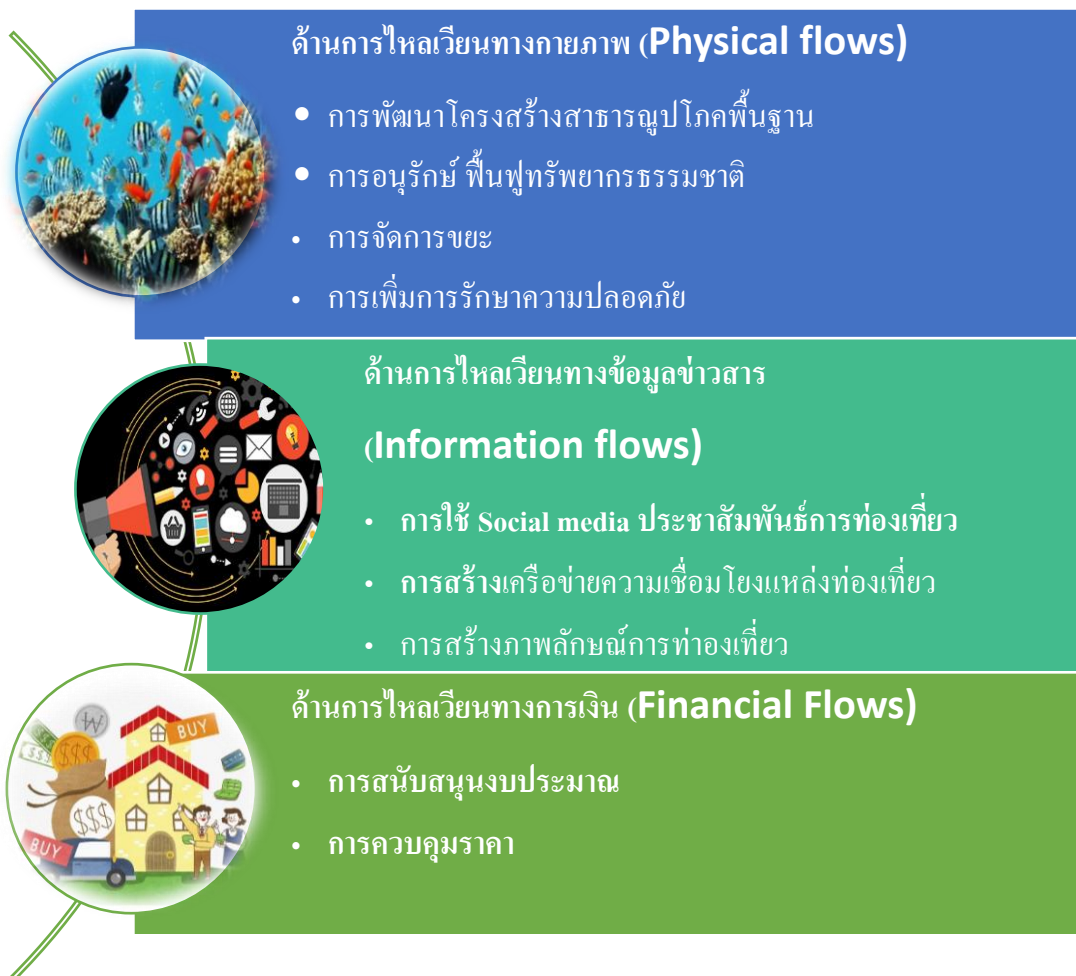 ด้านการไหลเวียนทางกายภาพ (Physical flows)
• การพัฒนาโครงสร้างสาธารณูปโภคพื้นฐาน
• การอนุรักษ์ ฟื้นฟูทรัพยากรธรรมชาติ
• การจัดการขยะ
• การเพิ่มการรักษาความปลอดภัย
ด้านการไหลเวียนทางข้อมูลข่าวสาร
(Information flows)
• การใช้ Social media ประชาสัมพันธ์การท่องเที่ยว
• การสร้างเครือข่ายความเชื่อมโยงแหล่งท่องเที่ยว
• การสร้างภาพลักษณ์การท่าองเที่ยว
ด้านการไหลเวียนทางการเงิน (Financial Flows)
• การสนับสนุนงบประมาณ
• การควบคุมราคา
W
BUY
$$$
$$$
$$$
BUY